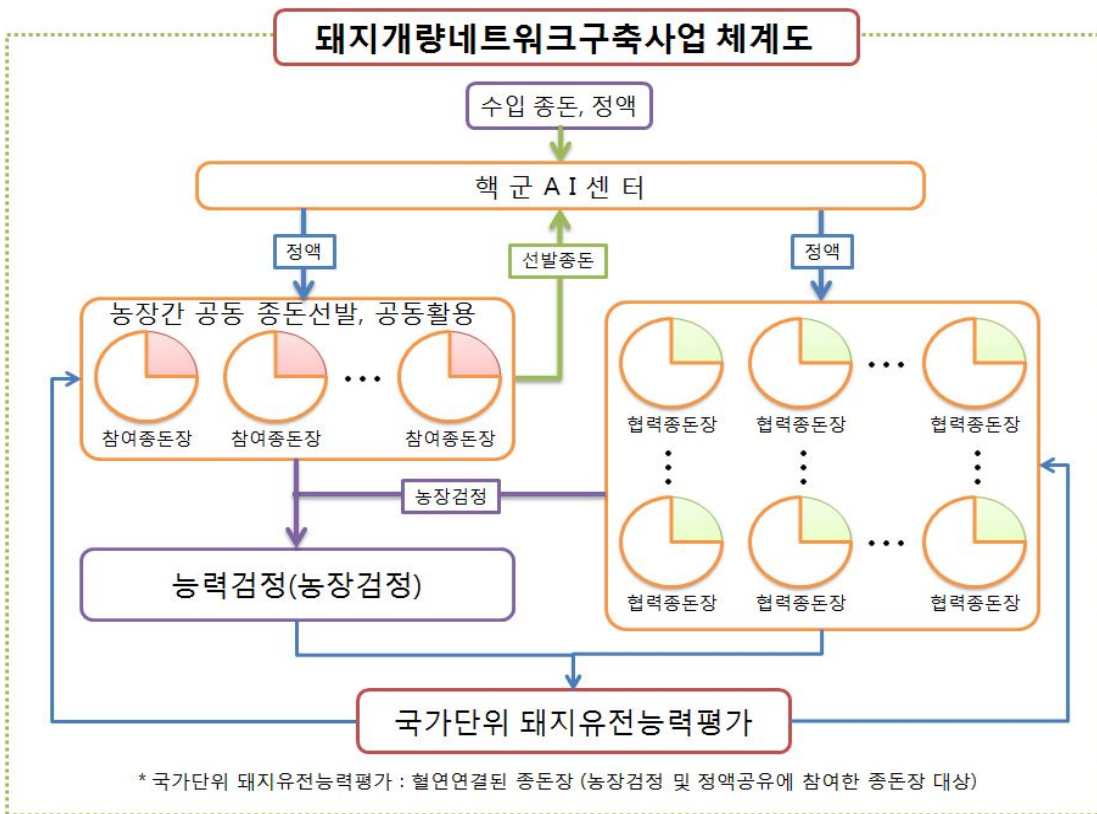 돼지개량네트워크구축사업 체계도
수입 종돈, 정액
핵 군 A I 센 터
정액
선발종돈
정액
농장간 공동 종돈선발, 공동활용
참여종돈장 참여종돈장 ••• 참여종돈장
협력종돈장 협력종돈장 ••• 협력종돈장
농장검정
능력검정(농장검정)
협력종돈장 협력종돈장 ••• 협력종돈장
국가단위 돼지유전능력평가
* 국가단위 돼지유전능력평가 : 혈연연결된 종돈장 (농장검정 및 정액공유에 참여한 종돈장 대상)